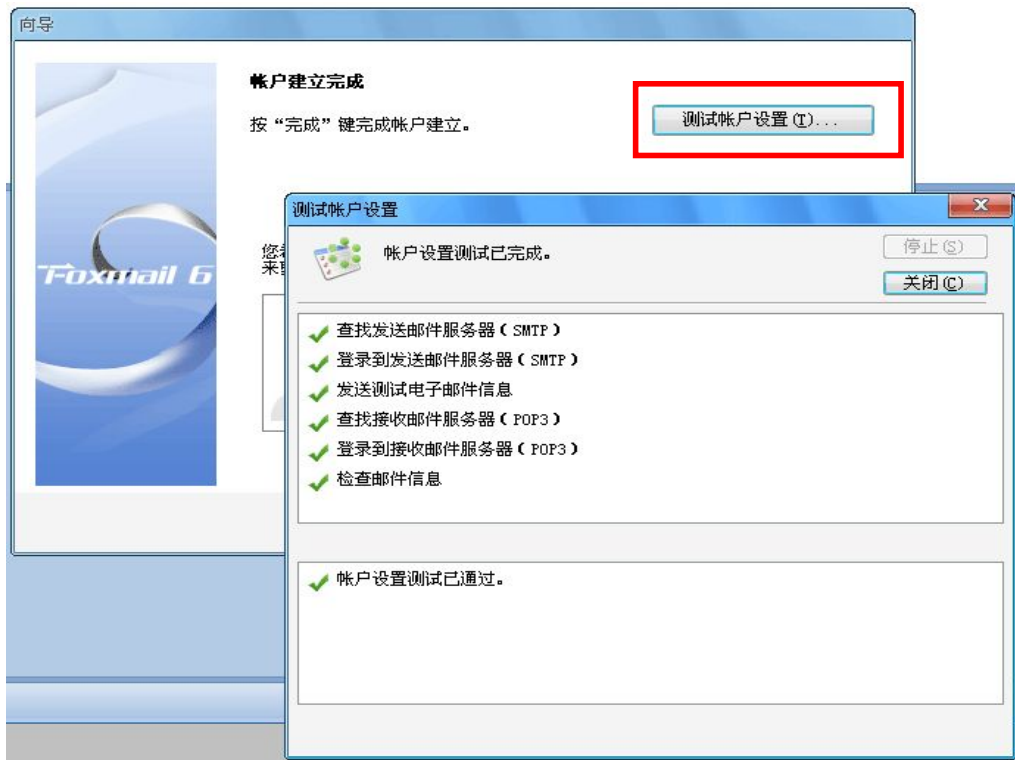 向导
帐户建立完成
按“完成”键完成帐户建立。
测试帐户设置(T)...
Foxmail 6
您
来
测试帐户设置
帐户设置测试已完成。
停止(S)
关闭(C)
查找发送邮件服务器(SMTP)
登录到发送邮件服务器(SMTP)
发送测试电子邮件信息
查找接收邮件服务器(POP3)
登录到接收邮件服务器(POP3)
检查邮件信息
帐户设置测试已通过。